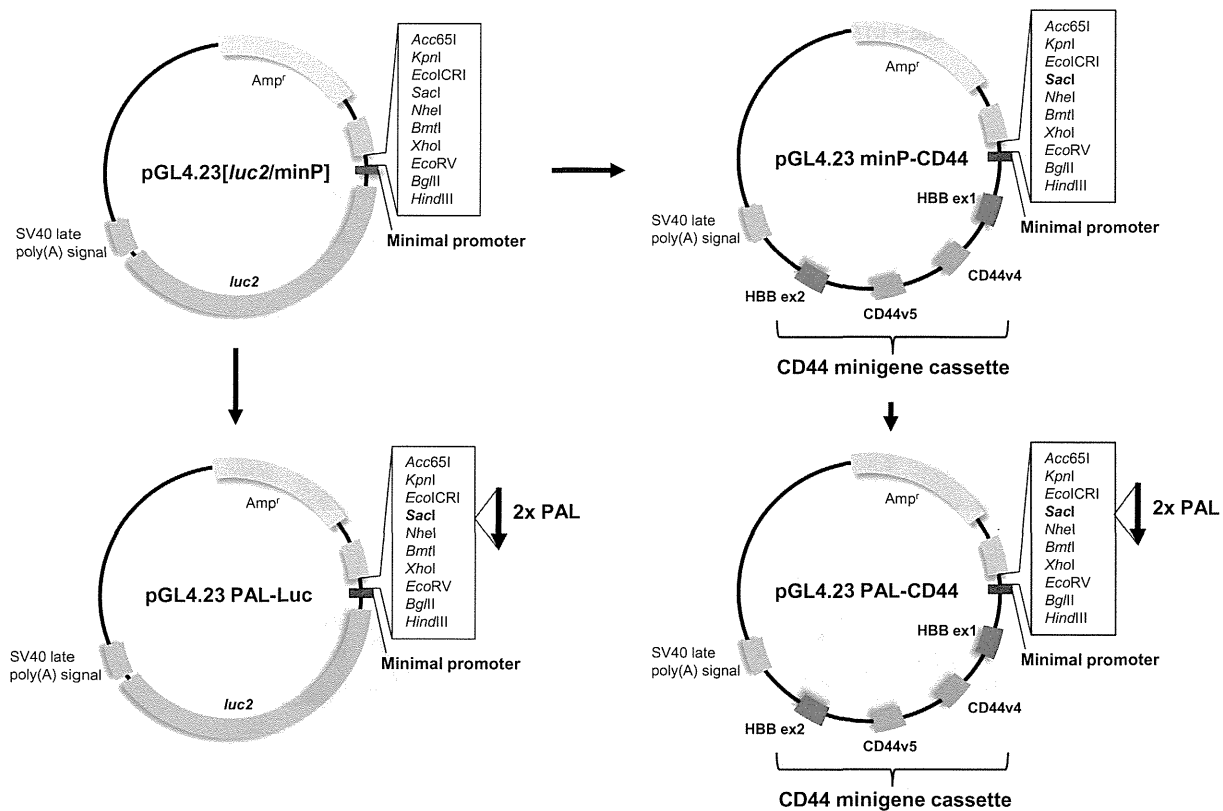 Ampʳ
Acc65I
KpnI
EcoICRI
SacI
NheI
BmtI
XhoI
EcoRV
BglII
HindIII
pGL4.23[luc2/minP]
Minimal promoter
SV40 late
poly(A) signal
luc2
Ampʳ
Acc65I
KpnI
EcoICRI
SacI
NheI
BmtI
XhoI
EcoRV
BglII
HindIII
pGL4.23 minP-CD44
HBB ex1
Minimal promoter
SV40 late
poly(A) signal
CD44v4
HBB ex2
CD44v5
CD44 minigene cassette
Ampʳ
Acc65I
KpnI
EcoICRI
SacI
NheI
BmtI
XhoI
EcoRV
BglII
HindIII
2x PAL
pGL4.23 PAL-Luc
Minimal promoter
SV40 late
poly(A) signal
luc2
Ampʳ
Acc65I
KpnI
EcoICRI
SacI
NheI
BmtI
XhoI
EcoRV
BglII
HindIII
2x PAL
pGL4.23 PAL-CD44
HBB ex1
Minimal promoter
SV40 late
poly(A) signal
CD44v4
HBB ex2
CD44v5
CD44 minigene cassette